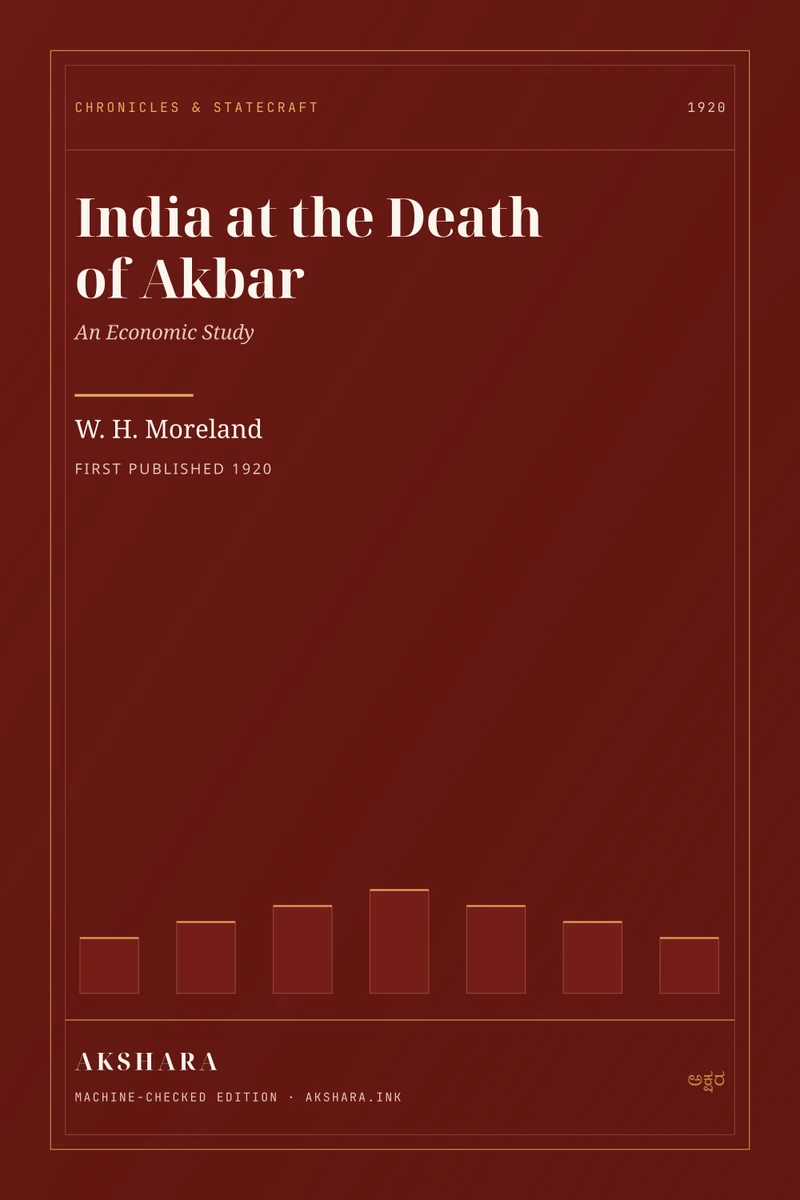 CHRONICLES & STATECRAFT
1920
India at the Death
of Akbar
An Economic Study
W. H. Moreland
FIRST PUBLISHED 1920
AKSHARA
MACHINE-CHECKED EDITION · AKSHARA.INK
ಅಕ್ಷರ